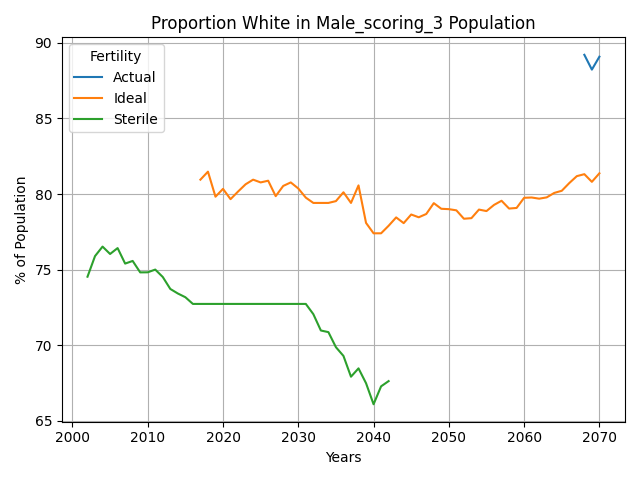 Proportion White in Male_scoring_3 Population
% of Population
90
85
80
75
70
65
Fertility
Actual
Ideal
Sterile
2000 2010 2020 2030 2040 2050 2060 2070
Years